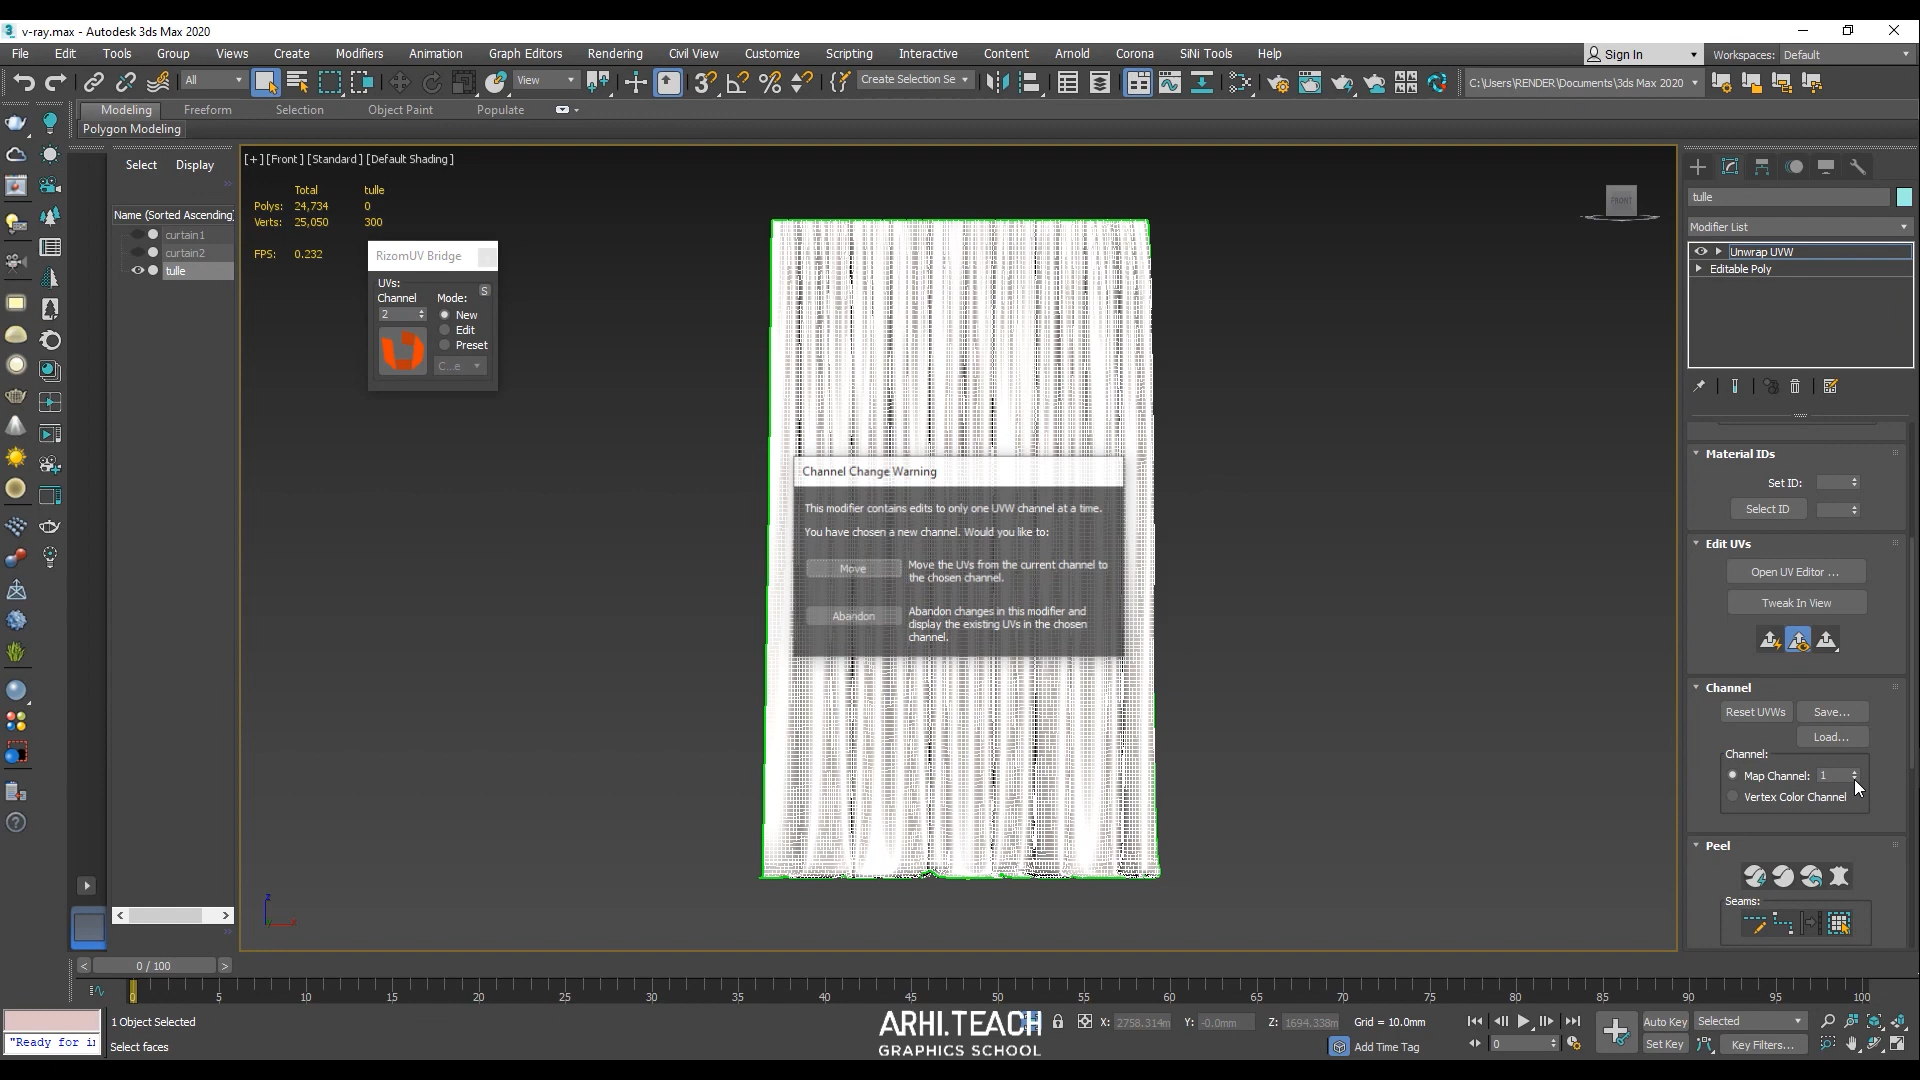 v-ray.max - Autodesk 3ds Max 2020
File Edit Tools Group Views Create Modifiers Animation Graph Editors Rendering Civil View Customize Scripting Interactive Content Arnold Corona SiNi Tools Help
Sign In
Workspaces: Default
All
View
Create Selection Se
C:\Users\RENDER\Documents\3ds Max 2020
Modeling Freeform Selection Object Paint Populate
Polygon Modeling
Select Display
Name (Sorted Ascending)
curtain1
curtain2
tulle
[+] [Front] [Standard] [Default Shading]
Total tulle
Polys: 24,734 0
Verts: 25,050 300
FPS: 0.232
RizomUV Bridge
UVs:
Channel
2
Mode:
S
New
Edit
Preset
C...e
FRONT
Channel Change Warning
This modifier contains edits to only one UVW channel at a time.
You have chosen a new channel. Would you like to:
Move
Move the UVs from the current channel to
the chosen channel.
Abandon
Abandon changes in this modifier and
display the existing UVs in the chosen
channel.
tulle
Modifier List
Unwrap UVW
Editable Poly
Material IDs
Set ID:
Select ID
Edit UVs
Open UV Editor ...
Tweak In View
Channel
Reset UVWs Save...
Load...
Channel:
Map Channel: 1
Vertex Color Channel
Peel
Seams:
z
x
0 / 100
0 5 10 15 20 25 30 35 40 45 50 55 60 65 70 75 80 85 90 95 100
1 Object Selected
"Ready for i
Select faces
ARHI.TEACH
GRAPHICS SCHOOL
X: 2758.314m Y: -0.0mm Z: 1694.338m Grid = 10.0mm
Add Time Tag
0
Auto Key Selected
Set Key Key Filters...